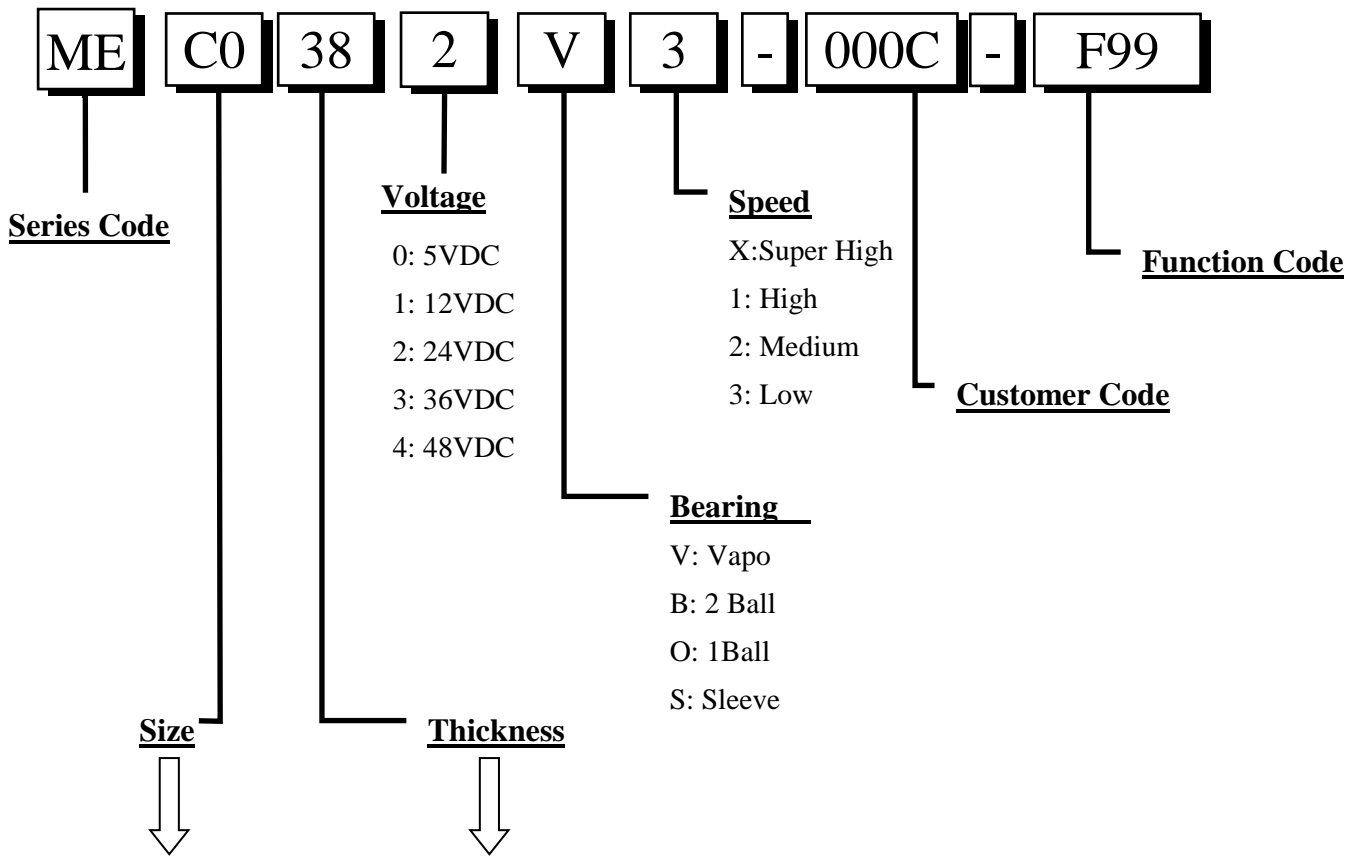 ME C0 38 2 V 3 - 000C - F99
Series Code
Voltage
0: 5VDC
1: 12VDC
2: 24VDC
3: 36VDC
4: 48VDC
Speed
X:Super High
1: High
2: Medium
3: Low
Function Code
Customer Code
Bearing
V: Vapo
B: 2 Ball
O: 1Ball
S: Sleeve
Size
Thickness